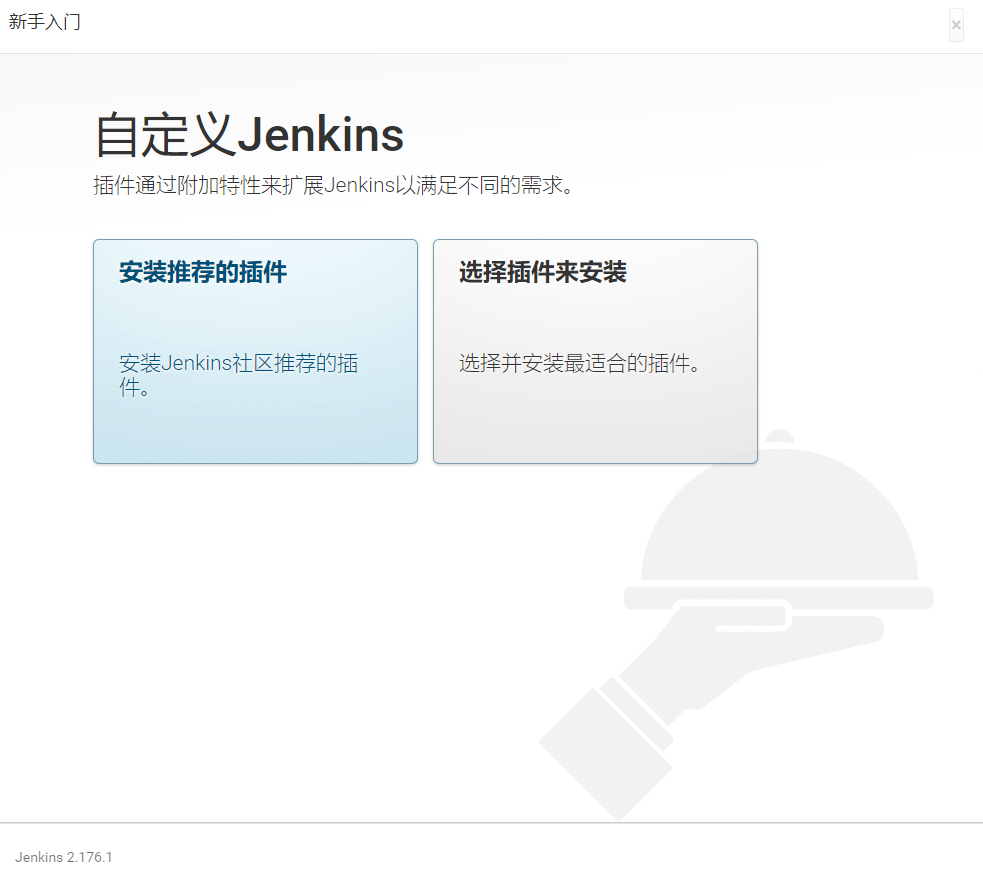 新手入门
×
自定义Jenkins
插件通过附加特性来扩展Jenkins以满足不同的需求。
安装推荐的插件
安装Jenkins社区推荐的插
件。
选择插件来安装
选择并安装最适合的插件。
Jenkins 2.176.1